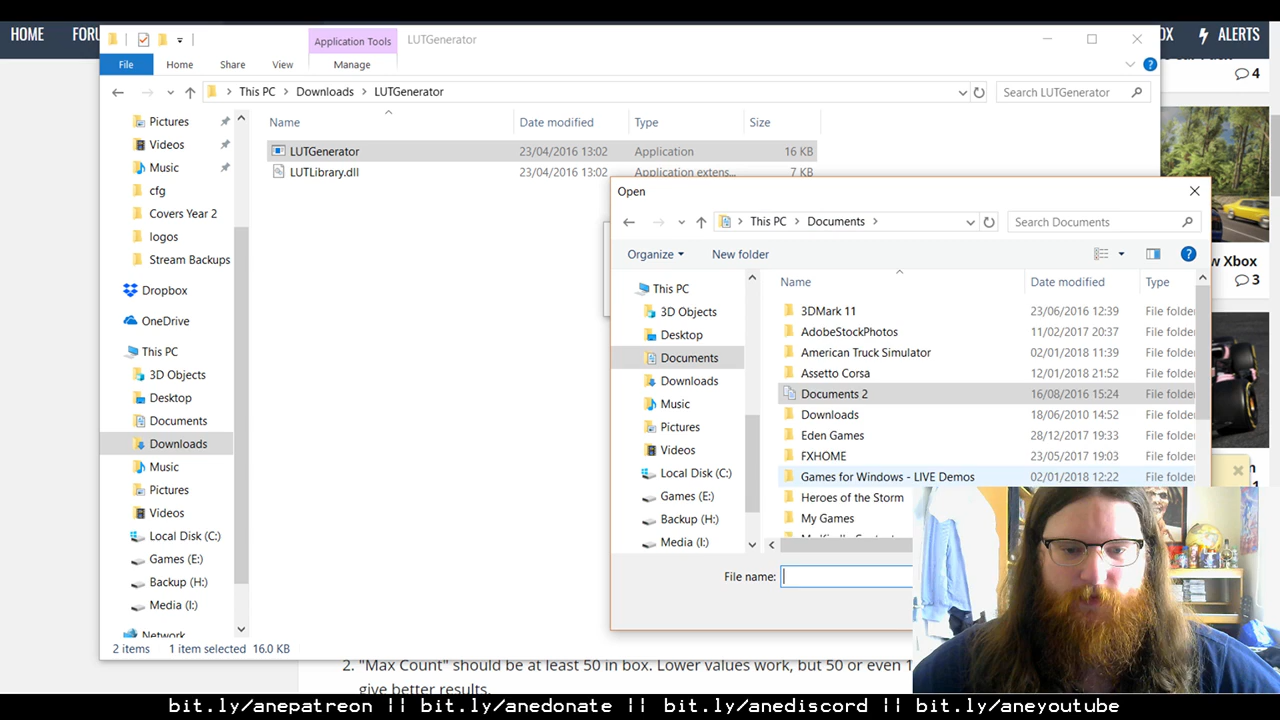 HOME FORU
OX ALERTS
4
w Xbox
3
n
1
Application Tools LUTGenerator
File Home Share View Manage
This PC Downloads LUTGenerator Search LUTGenerator
Name Date modified Type Size
LUTGenerator 23/04/2016 13:02 Application 16 KB
LUTLibrary.dll 23/04/2016 13:02 Application extens... 7 KB
Pictures
Videos
Music
cfg
Covers Year 2
logos
Stream Backups
Dropbox
OneDrive
This PC
3D Objects
Desktop
Documents
Downloads
Music
Pictures
Videos
Local Disk (C:)
Games (E:)
Backup (H:)
Media (I:)
Network
2 items 1 item selected 16.0 KB
Open
This PC Documents Search Documents
Organize New folder
This PC
3D Objects
Desktop
Documents
Downloads
Music
Pictures
Videos
Local Disk (C:)
Games (E:)
Backup (H:)
Media (I:)
Name Date modified Type
3DMark 11 23/06/2016 12:39 File folder
AdobeStockPhotos 11/02/2017 20:37 File folder
American Truck Simulator 02/01/2018 11:39 File folder
Assetto Corsa 12/01/2018 21:52 File folder
Documents 2 16/08/2016 15:24 File folder
Downloads 18/06/2010 14:52 File folder
Eden Games 28/12/2017 19:33 File folder
FXHOME 23/05/2017 19:03 File folder
Games for Windows - LIVE Demos 02/01/2018 12:22 File folder
Heroes of the Storm
My Games
File name:
2. "Max Count" should be at least 50 in box. Lower values work, but 50 or even 1
give better results.
bit.ly/anepatreon || bit.ly/anedonate || bit.ly/anediscord || bit.ly/aneyoutube